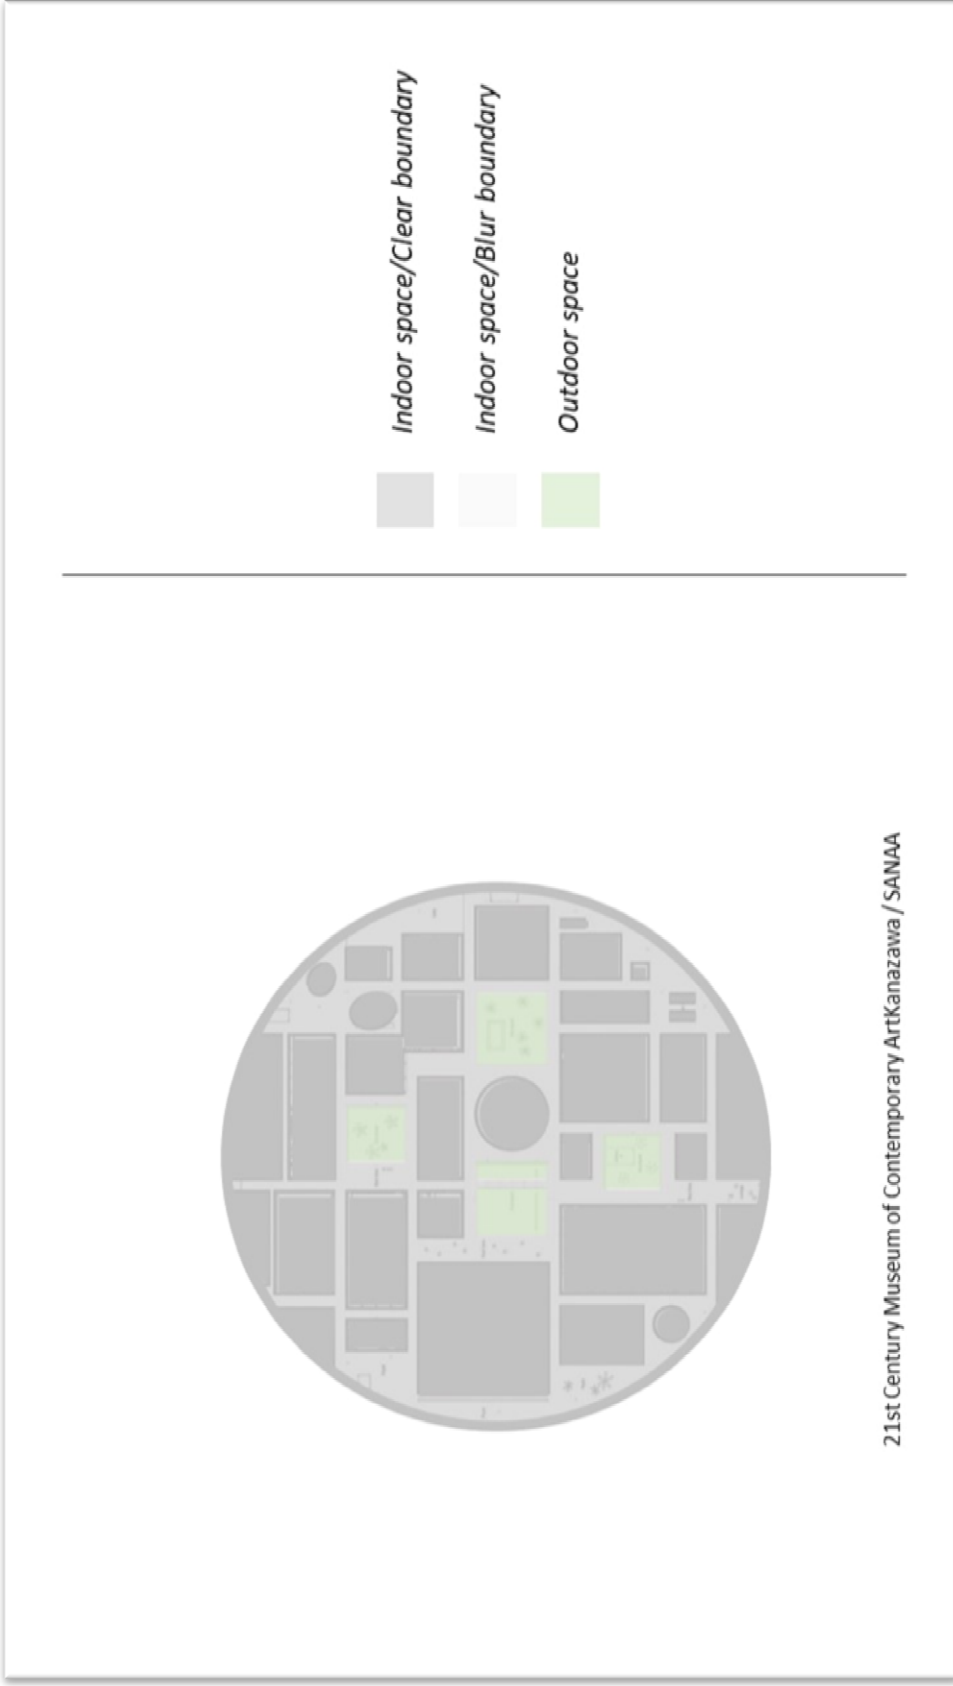 21st Century Museum of Contemporary ArtKanazawa / SANAA
Indoor space/Clear boundary
Indoor space/Blur boundary
Outdoor space